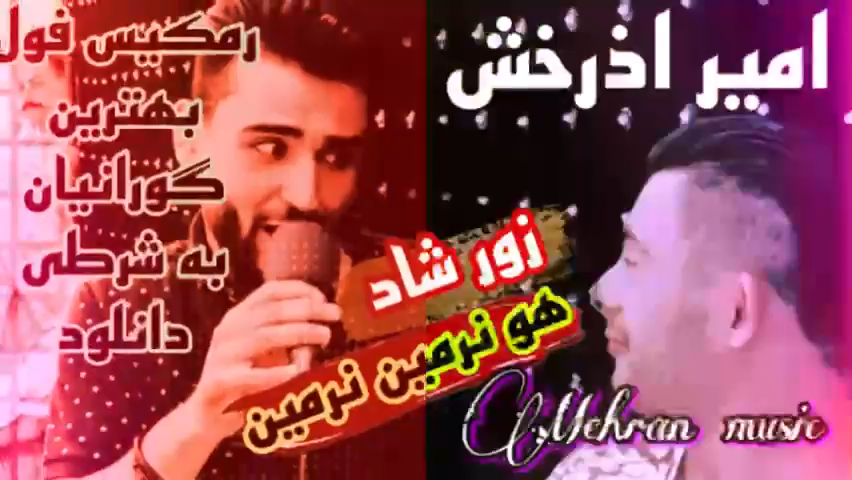 امیر اذرخش
رمکیس فول
بهترین
گورانیان
به شرطی
دانلود
زور شاد
هو نرمین نرمین
Mehran music